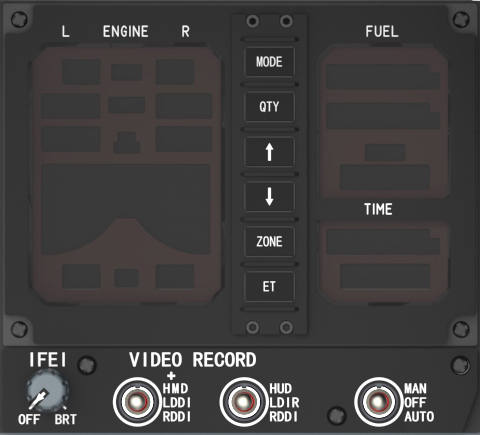 L ENGINE R
FUEL
MODE
QTY
↑
↓
TIME
ZONE
ET
IFEI
VIDEO RECORD
+
HMD
LDDI
RDDI
HUD
LDIR
RDDI
MAN
OFF
AUTO
OFF BRT